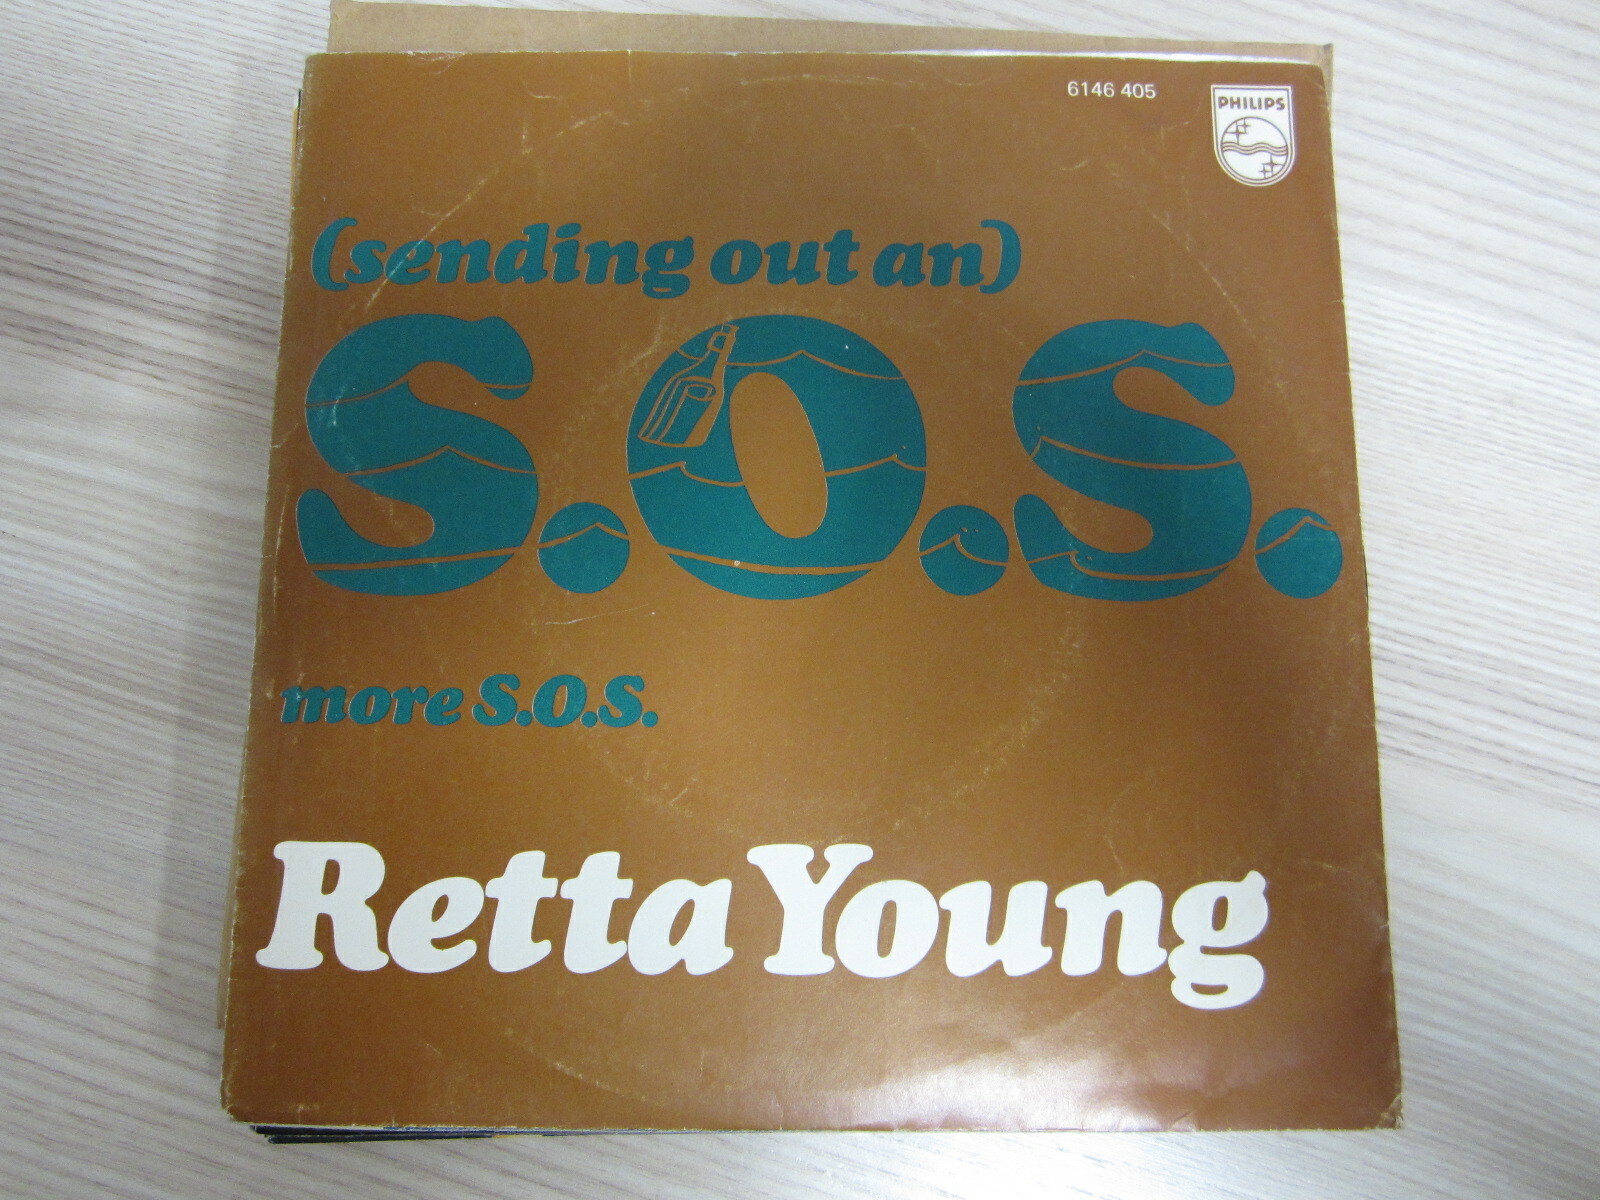 6146 405
PHILIPS
(sending out an)
S.O.S.
more S.O.S.
Retta Young